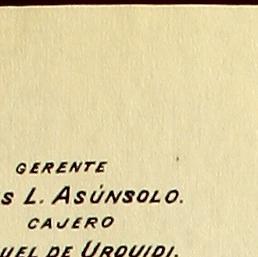 GERENTE
S L. ASÚNSOLO.
CAJERO
UEL DE URQUIDI.